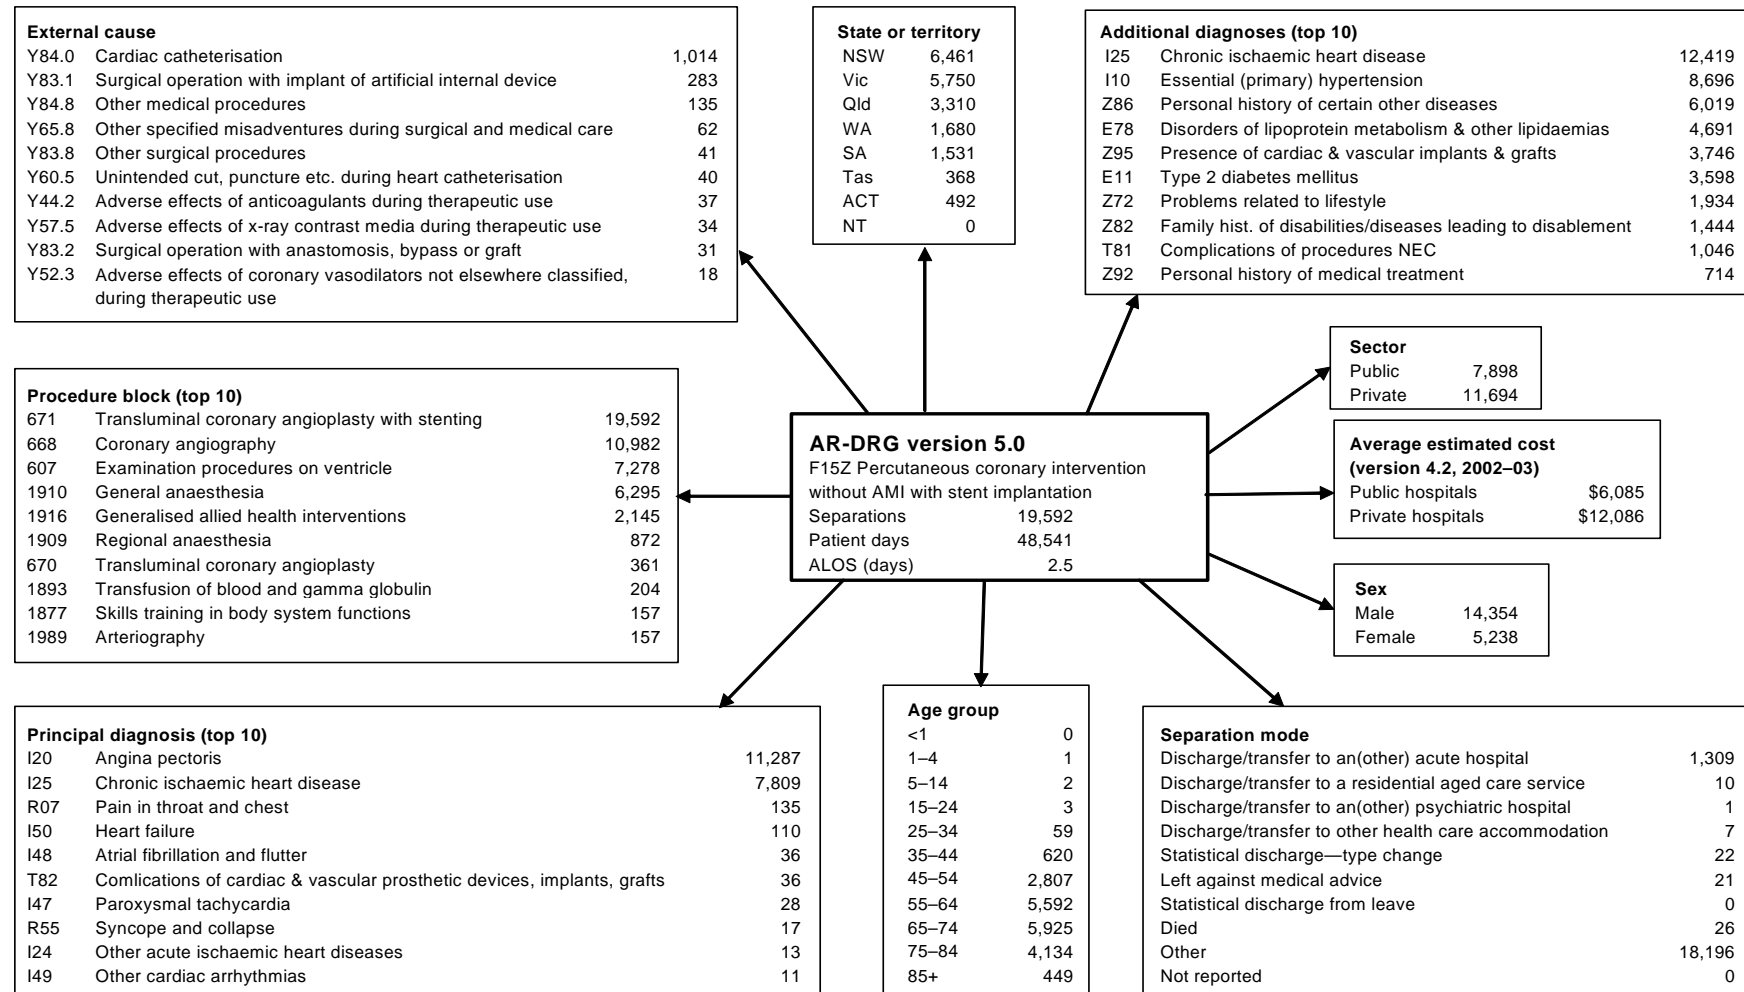 External cause
Y84.0 Cardiac catheterisation 1,014
Y83.1 Surgical operation with implant of artificial internal device 283
Y84.8 Other medical procedures 135
Y65.8 Other specified misadventures during surgical and medical care 62
Y83.8 Other surgical procedures 41
Y60.5 Unintended cut, puncture etc. during heart catheterisation 40
Y44.2 Adverse effects of anticoagulants during therapeutic use 37
Y57.5 Adverse effects of x-ray contrast media during therapeutic use 34
Y83.2 Surgical operation with anastomosis, bypass or graft 31
Y52.3 Adverse effects of coronary vasodilators not elsewhere classified, 18
during therapeutic use
State or territory
NSW 6,461
Vic 5,750
Qld 3,310
WA 1,680
SA 1,531
Tas 368
ACT 492
NT 0
Additional diagnoses (top 10)
I25 Chronic ischaemic heart disease 12,419
I10 Essential (primary) hypertension 8,696
Z86 Personal history of certain other diseases 6,019
E78 Disorders of lipoprotein metabolism & other lipidaemias 4,691
Z95 Presence of cardiac & vascular implants & grafts 3,746
E11 Type 2 diabetes mellitus 3,598
Z72 Problems related to lifestyle 1,934
Z82 Family hist. of disabilities/diseases leading to disablement 1,444
T81 Complications of procedures NEC 1,046
Z92 Personal history of medical treatment 714
Sector
Public 7,898
Private 11,694
Procedure block (top 10)
671 Transluminal coronary angioplasty with stenting 19,592
668 Coronary angiography 10,982
607 Examination procedures on ventricle 7,278
1910 General anaesthesia 6,295
1916 Generalised allied health interventions 2,145
1909 Regional anaesthesia 872
670 Transluminal coronary angioplasty 361
1893 Transfusion of blood and gamma globulin 204
1877 Skills training in body system functions 157
1989 Arteriography 157
AR-DRG version 5.0
F15Z Percutaneous coronary intervention
without AMI with stent implantation
Separations 19,592
Patient days 48,541
ALOS (days) 2.5
Average estimated cost
(version 4.2, 2002–03)
Public hospitals $6,085
Private hospitals $12,086
Sex
Male 14,354
Female 5,238
Principal diagnosis (top 10)
I20 Angina pectoris 11,287
I25 Chronic ischaemic heart disease 7,809
R07 Pain in throat and chest 135
I50 Heart failure 110
I48 Atrial fibrillation and flutter 36
T82 Comlications of cardiac & vascular prosthetic devices, implants, grafts 36
I47 Paroxysmal tachycardia 28
R55 Syncope and collapse 17
I24 Other acute ischaemic heart diseases 13
I49 Other cardiac arrhythmias 11
Age group
<1 0
1–4 1
5–14 2
15–24 3
25–34 59
35–44 620
45–54 2,807
55–64 5,592
65–74 5,925
75–84 4,134
85+ 449
Separation mode
Discharge/transfer to an(other) acute hospital 1,309
Discharge/transfer to a residential aged care service 10
Discharge/transfer to an(other) psychiatric hospital 1
Discharge/transfer to other health care accommodation 7
Statistical discharge—type change 22
Left against medical advice 21
Statistical discharge from leave 0
Died 26
Other 18,196
Not reported 0